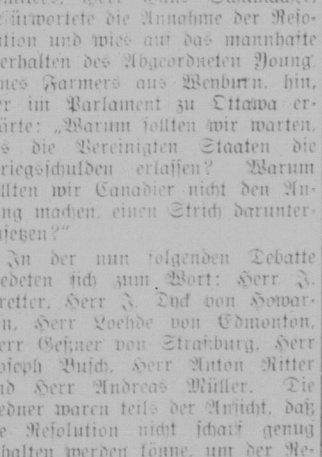 fürwortete die Annahme der Reso-
ution und wies auf das mannhafte
erhalten des Abgeordneten Young
nes Farmers aus Weyburn, hin,
er im Parlament zu Ottawa er-
ärte: „Warum sollten wir warten,
s die Vereinigten Staaten die
riegsschulden erlassen? Warum
llten wir Canadier nicht den An-
ng machen, einen Strich darunter-
setzen?"
In der nun folgenden Debatte
edeten sich zum Wort: Herr J.
retter, Herr J. Dyck von Howar-
n, Herr Loehde von Edmonton,
err Geßner von Straßburg, Herr
oseph Busch, Herr Anton Ritter
nd Herr Andreas Müller. Die
edner waren teils der Ansicht, daß
e Resolution nicht scharf genug
halten werden könne, um der Re-